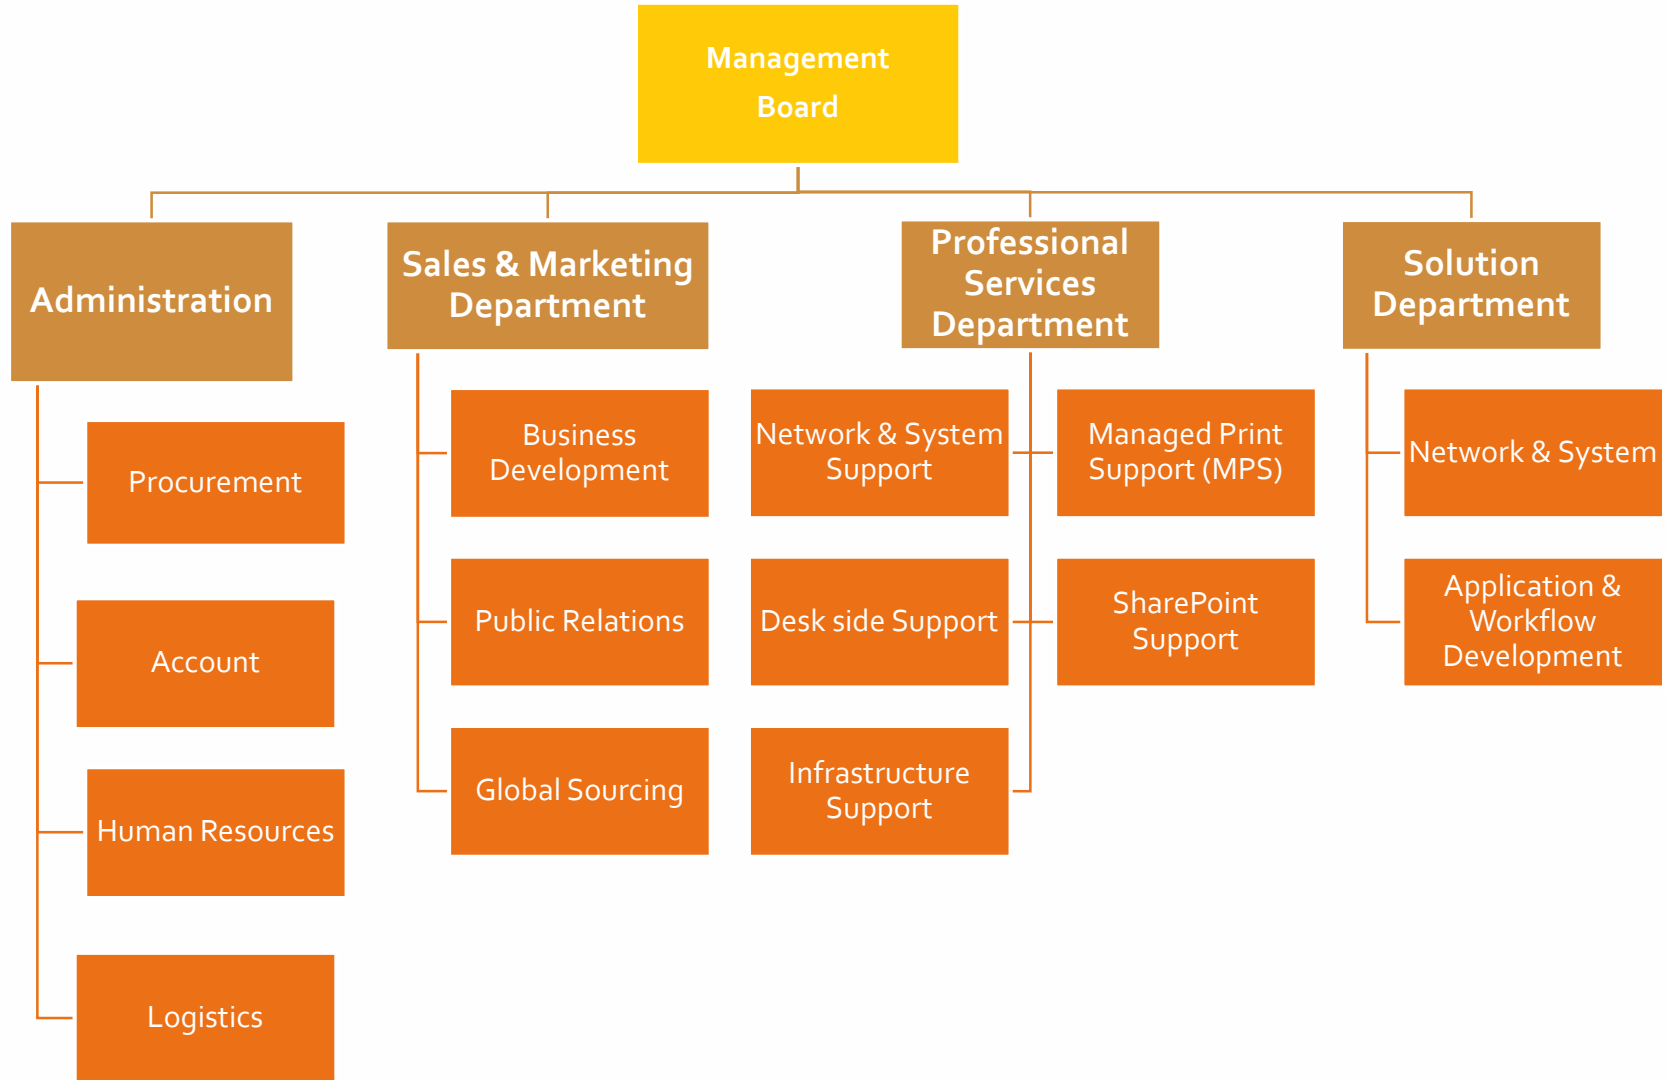 Management
Board
Administration
Sales & Marketing
Department
Professional
Services
Department
Solution
Department
Procurement
Account
Human Resources
Logistics
Business
Development
Public Relations
Global Sourcing
Network & System
Support
Desk side Support
Infrastructure
Support
Managed Print
Support (MPS)
SharePoint
Support
Network & System
Application &
Workflow
Development